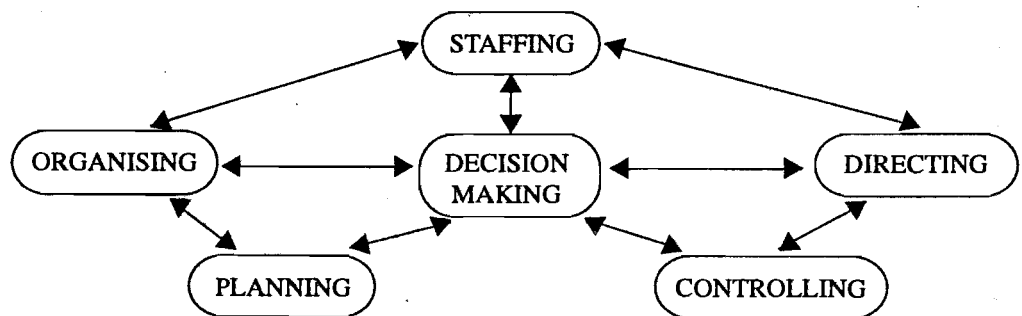 STAFFING
ORGANISING
DECISION
MAKING
DIRECTING
PLANNING
CONTROLLING